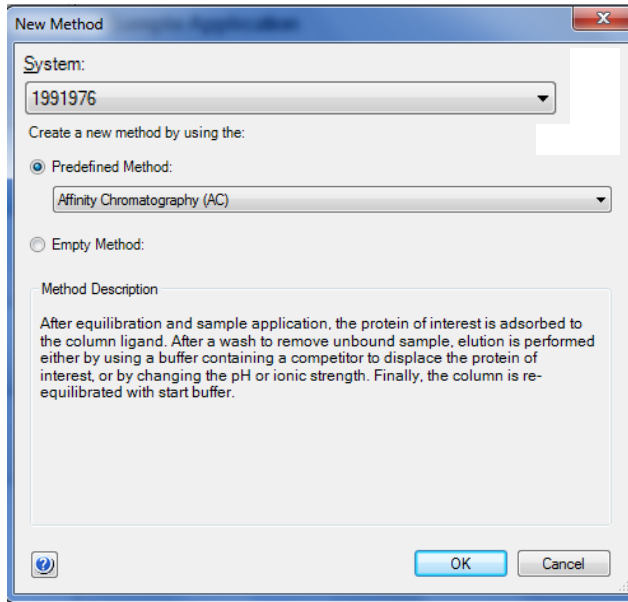 New Method
System:
1991976
Create a new method by using the:
Predefined Method:
Affinity Chromatography (AC)
Empty Method:
Method Description
After equilibration and sample application, the protein of interest is adsorbed to
the column ligand. After a wash to remove unbound sample, elution is performed
either by using a buffer containing a competitor to displace the protein of
interest, or by changing the pH or ionic strength. Finally, the column is re-
equilibrated with start buffer.
OK
Cancel